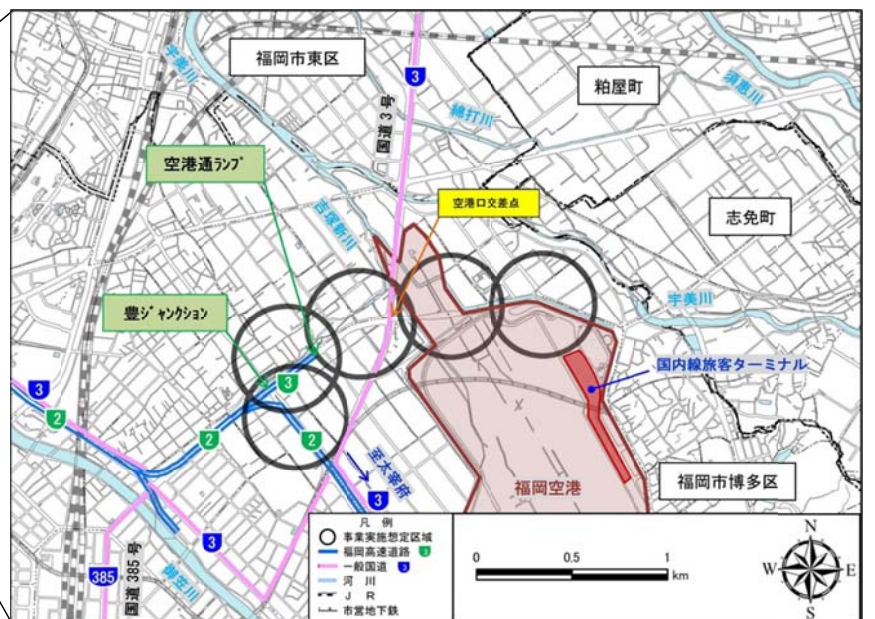 福岡市東区
3
粕屋町
宇美川
須恵川
国道3号
綿打川
空港通ランプ
空港口交差点
志免町
吉塚新川
豊ジャンクション
宇美川
3
国内線旅客ターミナル
3
2
2
2
至太宰府
福岡空港
福岡市博多区
3
3
385
国道385号
御笠川
凡 例
事業実施想定区域
福岡高速道路 3
一般国道 3
河 川
J R
市営地下鉄
0 0.5 1
km
N
W E
S